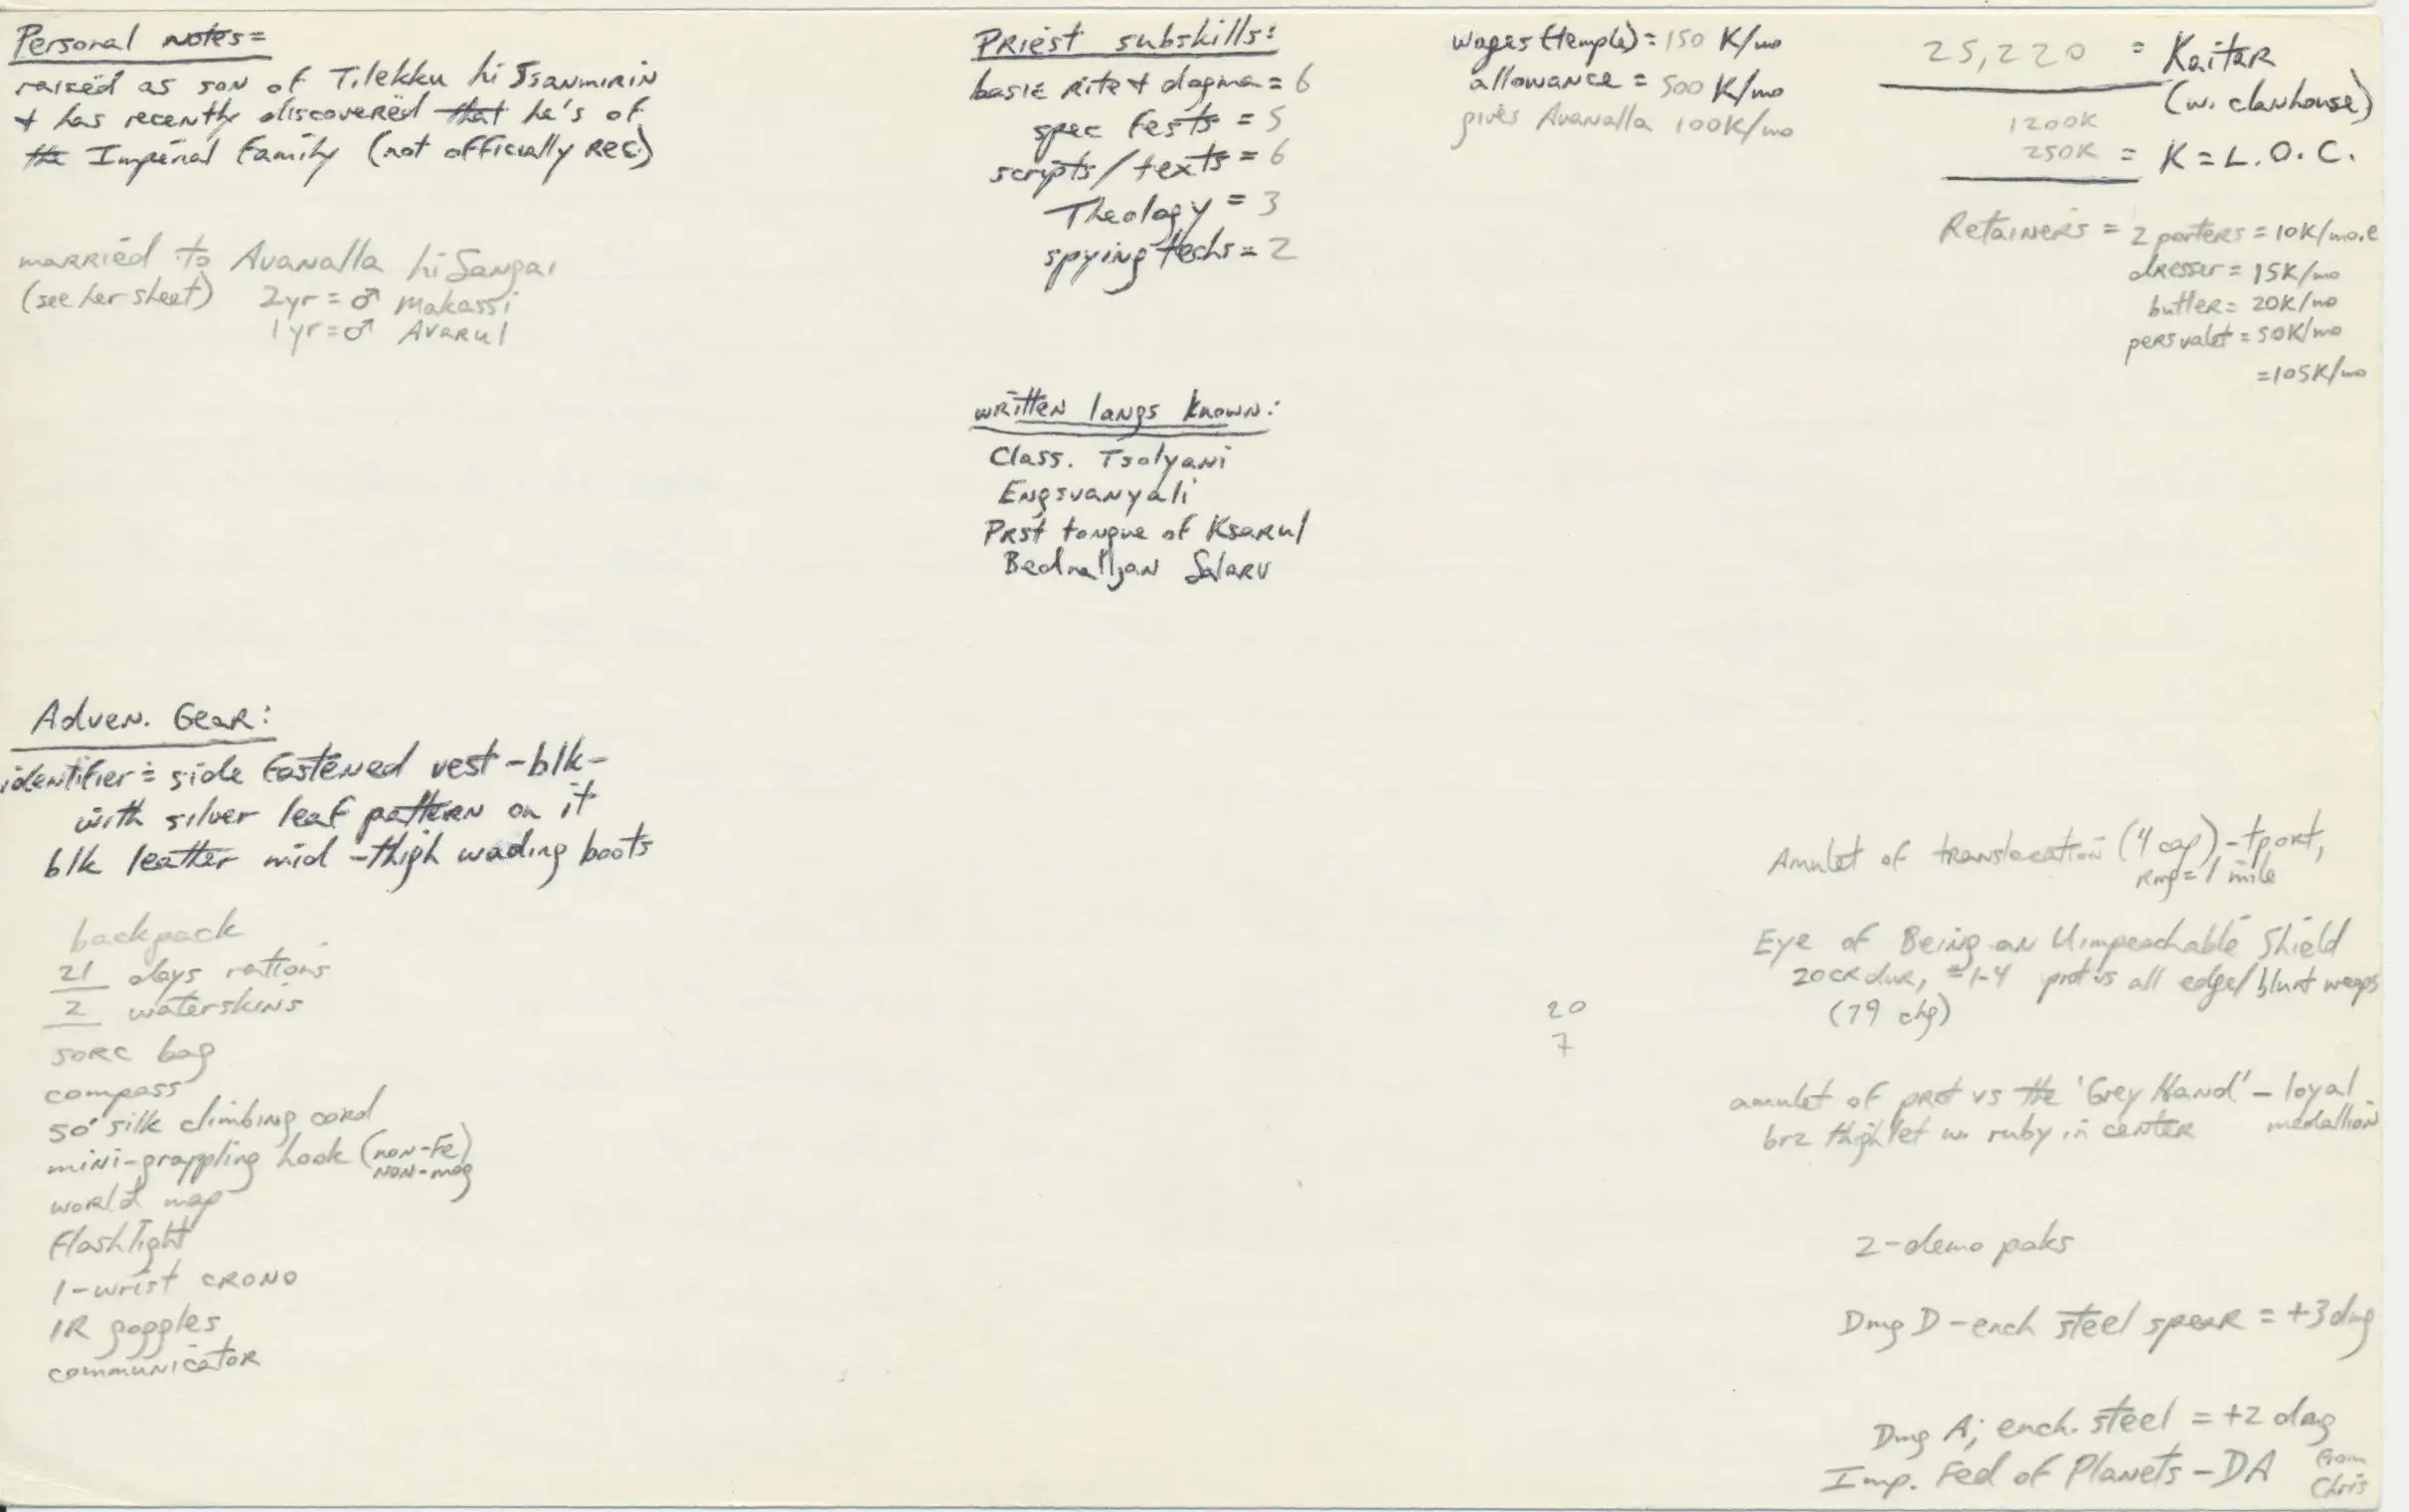 Personal Notes=
raised as son of Tilekku hi Tsanmirin
+ has recently discovered that he's of
the Imperial Family (not officially Rec)
married to Avanalla hi Sangai
(see her sheet) 2yr = ♂ Makassi
1yr = ♂ Avarul
Priest subskills:
basic rite + dogma = 6
spec fests = 5
scripts/texts = 6
Theology = 3
spying techs = 2
written langs known:
Class. Tsolyani
Engsvanyali
Prst tongue of Ksarul
Bednalljan Salaru
wages (temple) = 150 K/mo
allowance = 500 K/mo
gives Avanalla 100K/mo
25,220 = Kaitar
(w. clanhouse)
1200K
250K = K = L.O.C.
Retainers = 2 porters = 10K/mo.e
dresser = 15K/mo
butler = 20K/mo
pers valet = 50K/mo
=105K/mo
Adven. Gear:
identifier = side fastened vest -blk-
with silver leaf pattern on it
blk leather mid-thigh wading boots
backpack
21 days rations
2 waterskins
sorc bag
compass
50' silk climbing cord
mini-grappling hook (non-Fe)
non-mag
world map
flashlight
1-wrist crono
IR goggles
communicator
20
7
Amulet of translocation (4 cap) - tport,
Rng = 1 mile
Eye of Being an Uimpeachable Shield
20 CR dur, =1-4 prot vs all edge/blunt weaps
(79 chg)
amulet of prot vs the 'Grey Hand' - loyal
brz thighlet w. ruby in center medallion
2-demo paks
Dmg D - ench steel spear = +3 dmg
Dmg A; ench. steel = +2 dmg
Imp. Fed of Planets - DA from
Chris